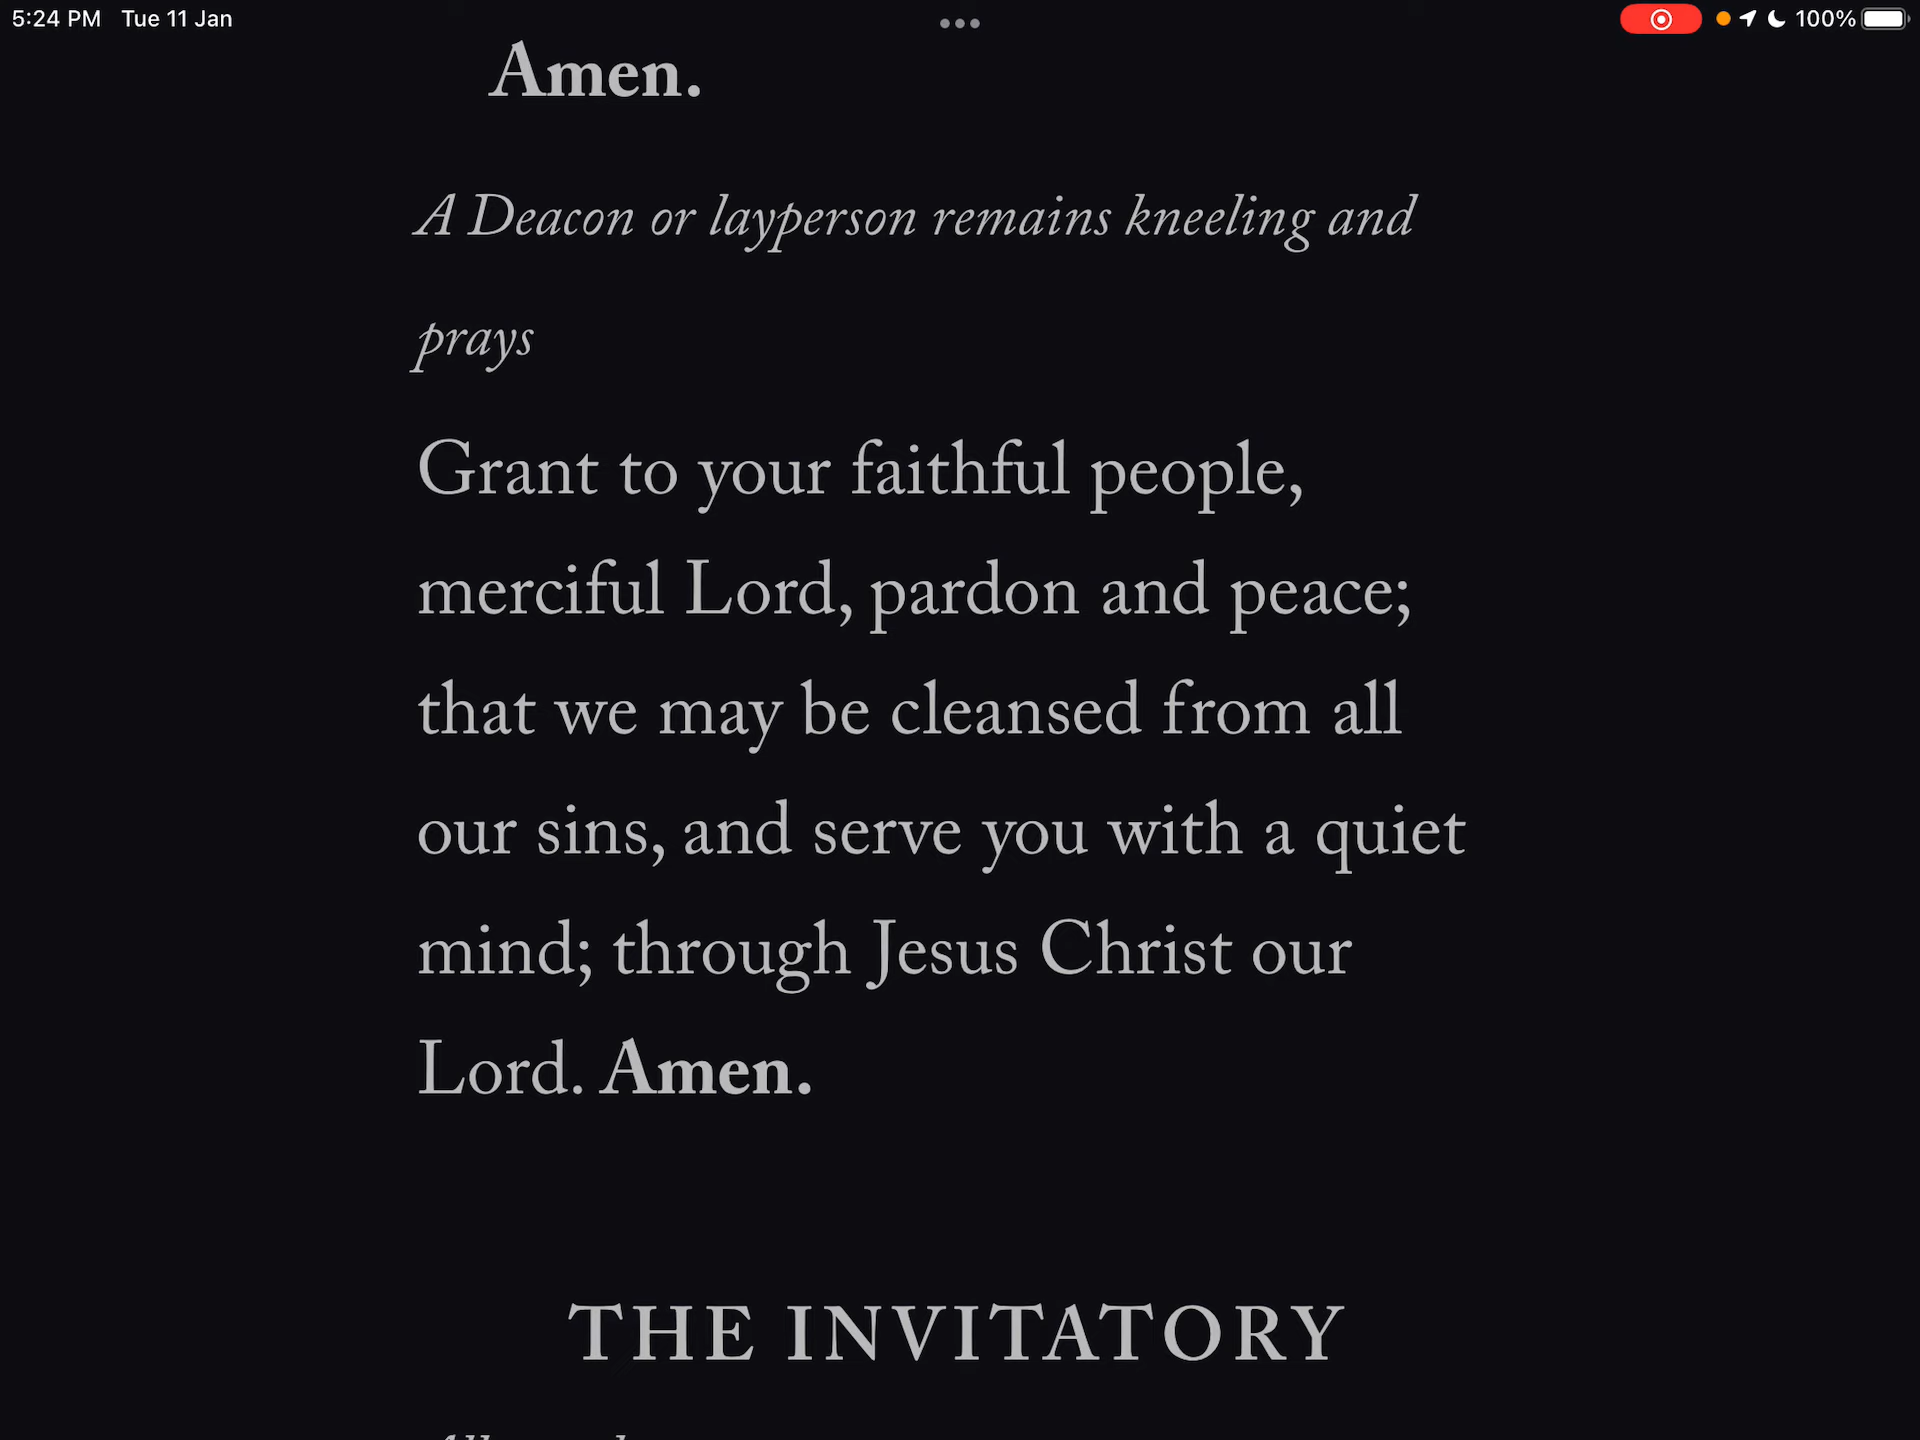 5:24 PM Tue 11 Jan 100%
Amen.
A Deacon or layperson remains kneeling and
prays
Grant to your faithful people,
merciful Lord, pardon and peace;
that we may be cleansed from all
our sins, and serve you with a quiet
mind; through Jesus Christ our
Lord. Amen.
THE INVITATORY